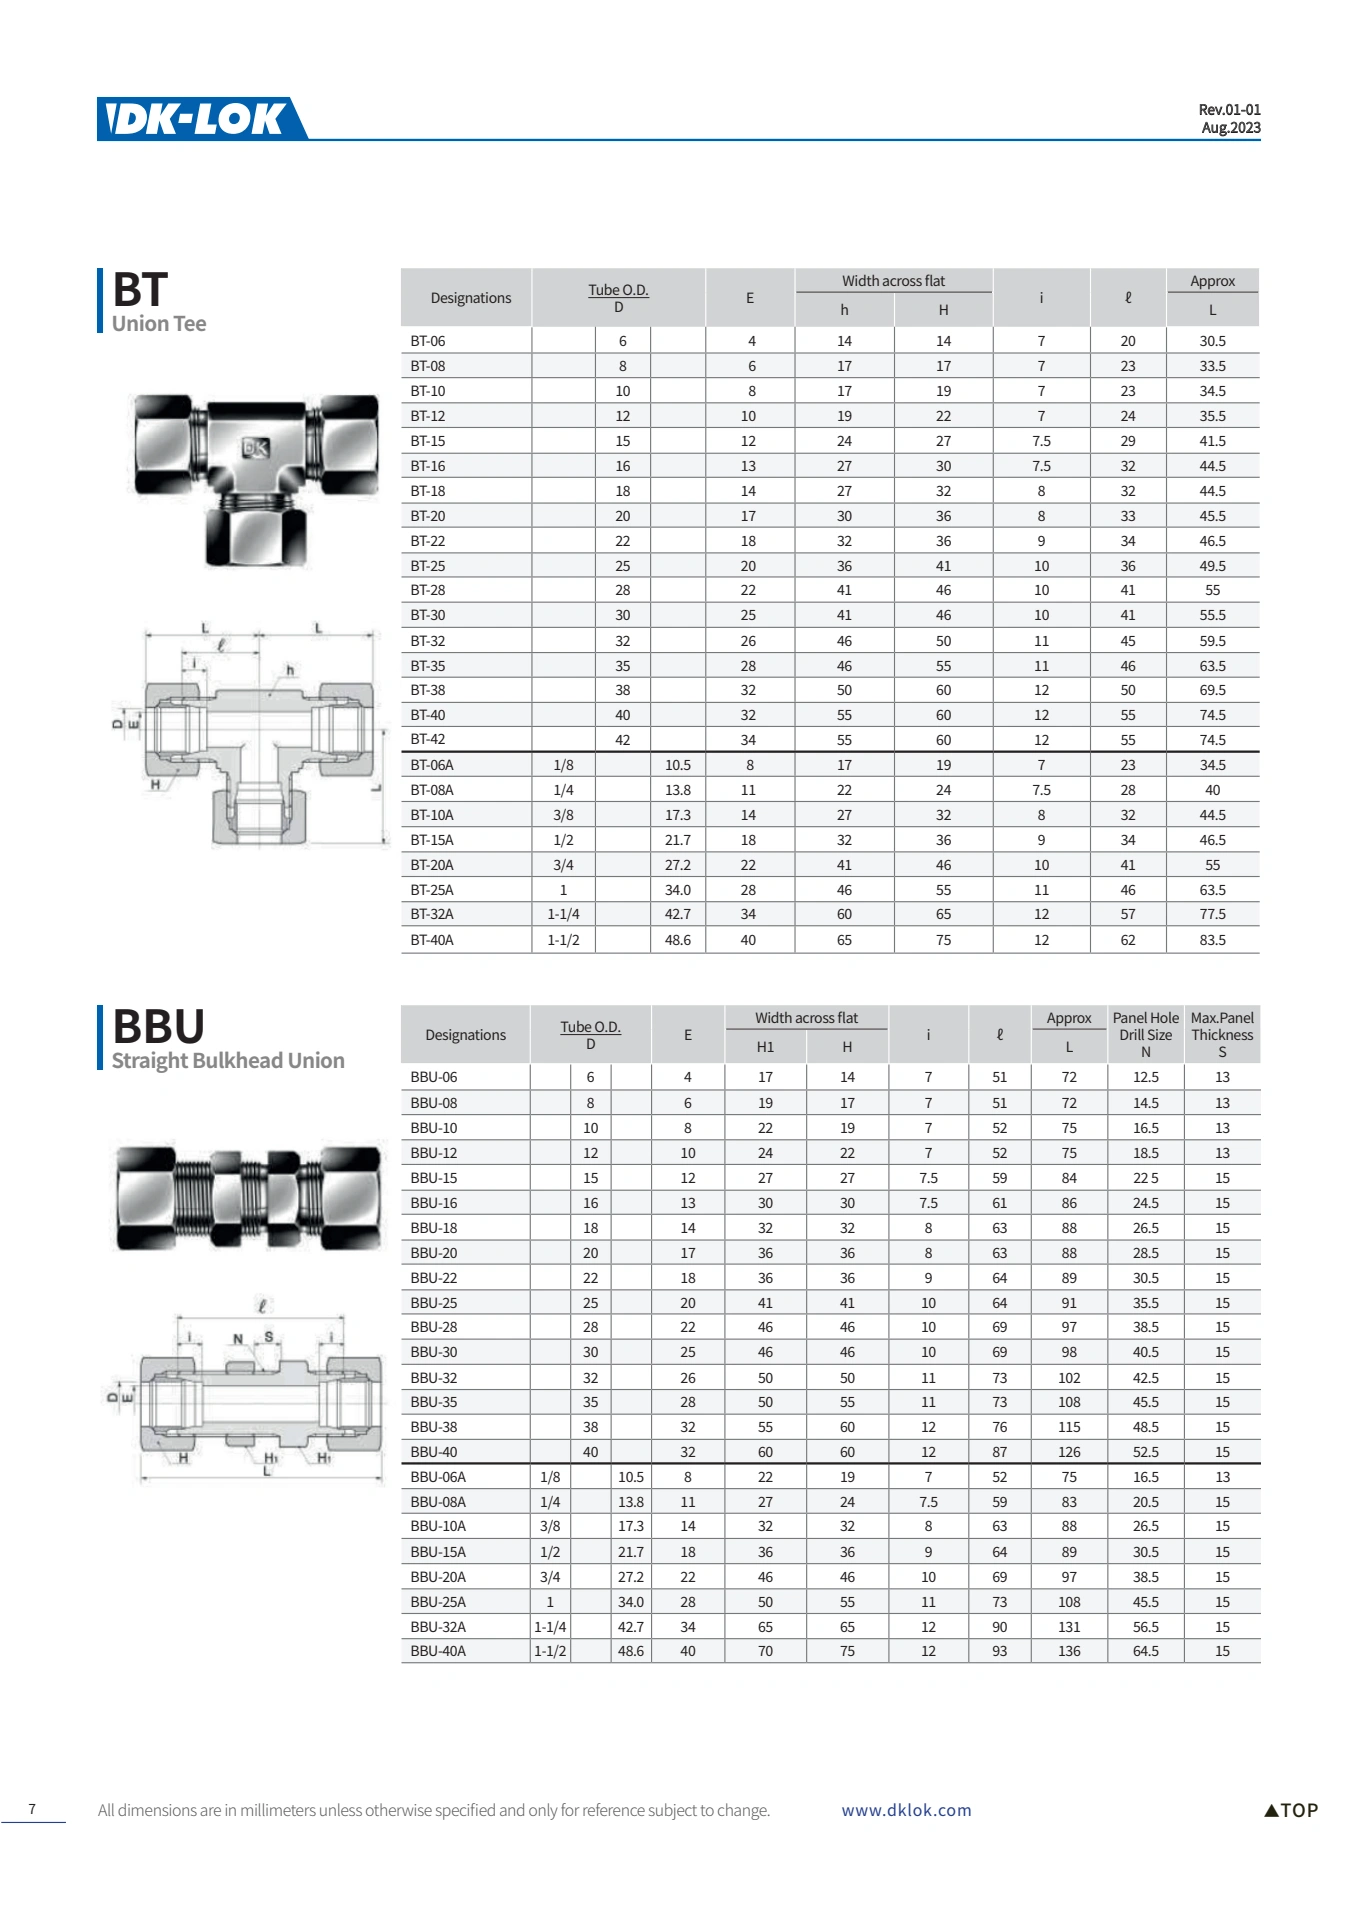 DK-LOK
Rev.01-01
Aug.2023
BT
Union Tee
DK
L L
ℓ
i
h
D
E
H
L
Designations Tube O.D. D E Width across flat h H i ℓ Approx L
BT-06 6 4 14 14 7 20 30.5
BT-08 8 6 17 17 7 23 33.5
BT-10 10 8 17 19 7 23 34.5
BT-12 12 10 19 22 7 24 35.5
BT-15 15 12 24 27 7.5 29 41.5
BT-16 16 13 27 30 7.5 32 44.5
BT-18 18 14 27 32 8 32 44.5
BT-20 20 17 30 36 8 33 45.5
BT-22 22 18 32 36 9 34 46.5
BT-25 25 20 36 41 10 36 49.5
BT-28 28 22 41 46 10 41 55
BT-30 30 25 41 46 10 41 55.5
BT-32 32 26 46 50 11 45 59.5
BT-35 35 28 46 55 11 46 63.5
BT-38 38 32 50 60 12 50 69.5
BT-40 40 32 55 60 12 55 74.5
BT-42 42 34 55 60 12 55 74.5
BT-06A 1/8 10.5 8 17 19 7 23 34.5
BT-08A 1/4 13.8 11 22 24 7.5 28 40
BT-10A 3/8 17.3 14 27 32 8 32 44.5
BT-15A 1/2 21.7 18 32 36 9 34 46.5
BT-20A 3/4 27.2 22 41 46 10 41 55
BT-25A 1 34.0 28 46 55 11 46 63.5
BT-32A 1-1/4 42.7 34 60 65 12 57 77.5
BT-40A 1-1/2 48.6 40 65 75 12 62 83.5
BBU
Straight Bulkhead Union
ℓ
i N S i
D
E
H H1 H1
L
Designations Tube O.D. D E Width across flat H1 H i ℓ Approx L Panel Hole Drill Size N Max.Panel Thickness S
BBU-06 6 4 17 14 7 51 72 12.5 13
BBU-08 8 6 19 17 7 51 72 14.5 13
BBU-10 10 8 22 19 7 52 75 16.5 13
BBU-12 12 10 24 22 7 52 75 18.5 13
BBU-15 15 12 27 27 7.5 59 84 22 5 15
BBU-16 16 13 30 30 7.5 61 86 24.5 15
BBU-18 18 14 32 32 8 63 88 26.5 15
BBU-20 20 17 36 36 8 63 88 28.5 15
BBU-22 22 18 36 36 9 64 89 30.5 15
BBU-25 25 20 41 41 10 64 91 35.5 15
BBU-28 28 22 46 46 10 69 97 38.5 15
BBU-30 30 25 46 46 10 69 98 40.5 15
BBU-32 32 26 50 50 11 73 102 42.5 15
BBU-35 35 28 50 55 11 73 108 45.5 15
BBU-38 38 32 55 60 12 76 115 48.5 15
BBU-40 40 32 60 60 12 87 126 52.5 15
BBU-06A 1/8 10.5 8 22 19 7 52 75 16.5 13
BBU-08A 1/4 13.8 11 27 24 7.5 59 83 20.5 15
BBU-10A 3/8 17.3 14 32 32 8 63 88 26.5 15
BBU-15A 1/2 21.7 18 36 36 9 64 89 30.5 15
BBU-20A 3/4 27.2 22 46 46 10 69 97 38.5 15
BBU-25A 1 34.0 28 50 55 11 73 108 45.5 15
BBU-32A 1-1/4 42.7 34 65 65 12 90 131 56.5 15
BBU-40A 1-1/2 48.6 40 70 75 12 93 136 64.5 15
7 All dimensions are in millimeters unless otherwise specified and only for reference subject to change. www.dklok.com ▲TOP